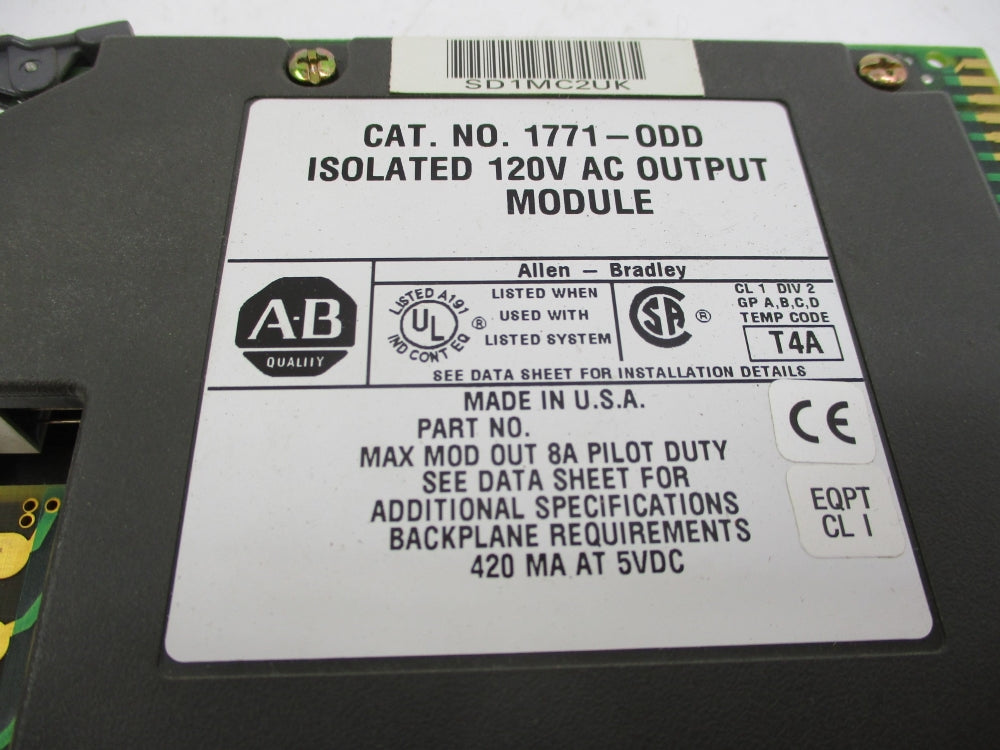 SD1MC2UK
CAT. NO. 1771-ODD
ISOLATED 120V AC OUTPUT
MODULE
Allen - Bradley
A-B
QUALITY
LISTED A191
UL
IND CONT EQ
®
LISTED WHEN
USED WITH
LISTED SYSTEM
SA
®
CL 1 DIV 2
GP A,B,C,D
TEMP CODE
T4A
SEE DATA SHEET FOR INSTALLATION DETAILS
MADE IN U.S.A.
PART NO.
MAX MOD OUT 8A PILOT DUTY
SEE DATA SHEET FOR
ADDITIONAL SPECIFICATIONS
BACKPLANE REQUIREMENTS
420 MA AT 5VDC
CE
EQPT
CL I